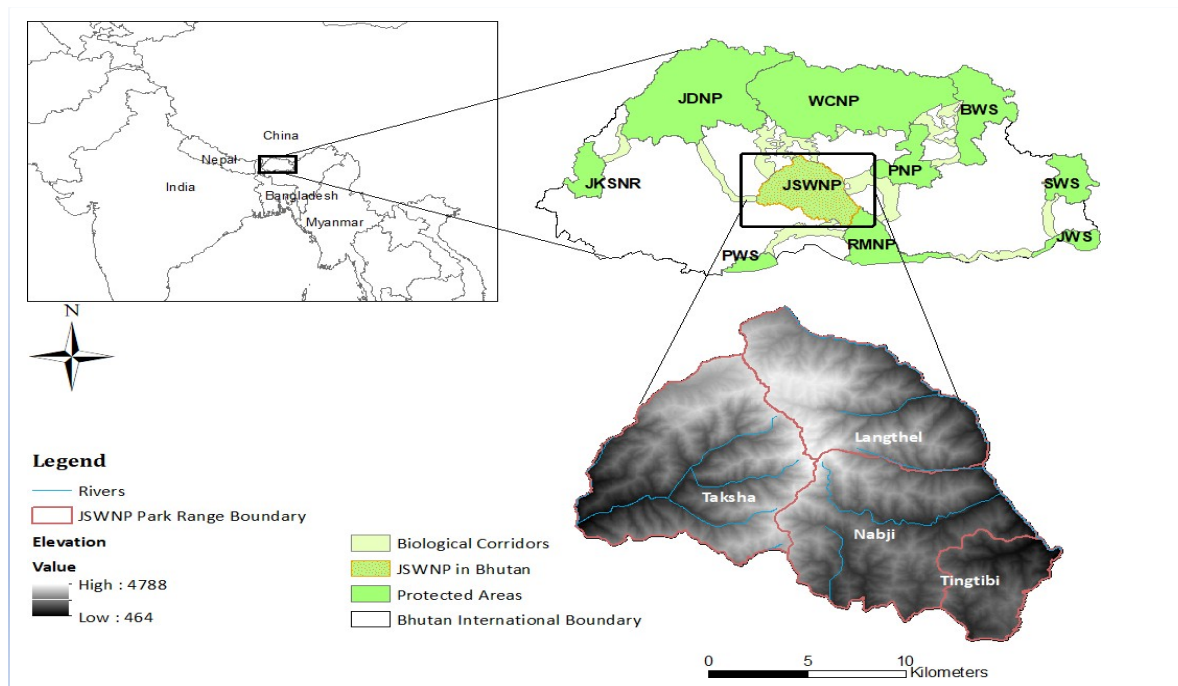 China
Nepal
India
Bangladesh
Myanmar
JDNP
WCNP
BWS
JKSNR
JSWNP
PNP
SWS
PWS
RMNP
JWS
N
Langthel
Taksha
Nabji
Tingtibi
Legend
Rivers
JSWNP Park Range Boundary
Elevation
Value
High : 4788
Low : 464
Biological Corridors
JSWNP in Bhutan
Protected Areas
Bhutan International Boundary
0 5 10
Kilometers